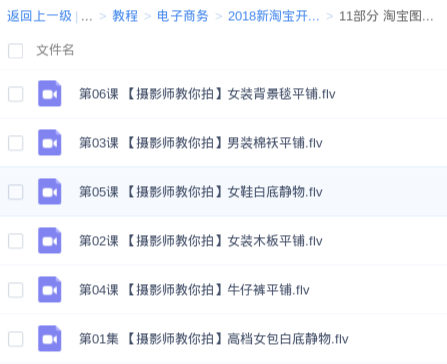 返回上一级 | ... > 教程 > 电子商务 > 2018新淘宝开... > 11部分 淘宝图...
文件名
第06课 【摄影师教你拍】女装背景毯平铺.flv
第03课 【摄影师教你拍】男装棉袄平铺.flv
第05课 【摄影师教你拍】女鞋白底静物.flv
第02课 【摄影师教你拍】女装木板平铺.flv
第04课 【摄影师教你拍】牛仔裤平铺.flv
第01集 【摄影师教你拍】高档女包白底静物.flv